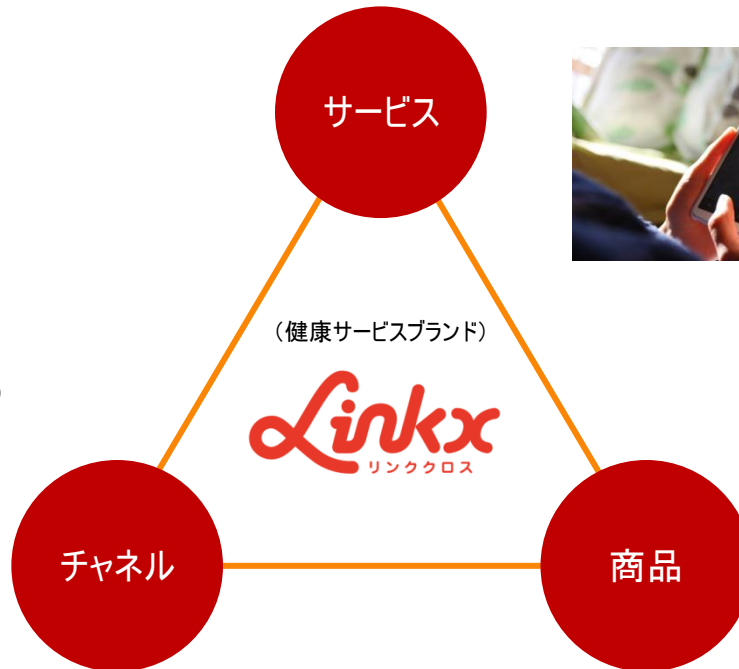 サービス
（健康サービスブランド）
Linkx
リンククロス
チャネル
商品